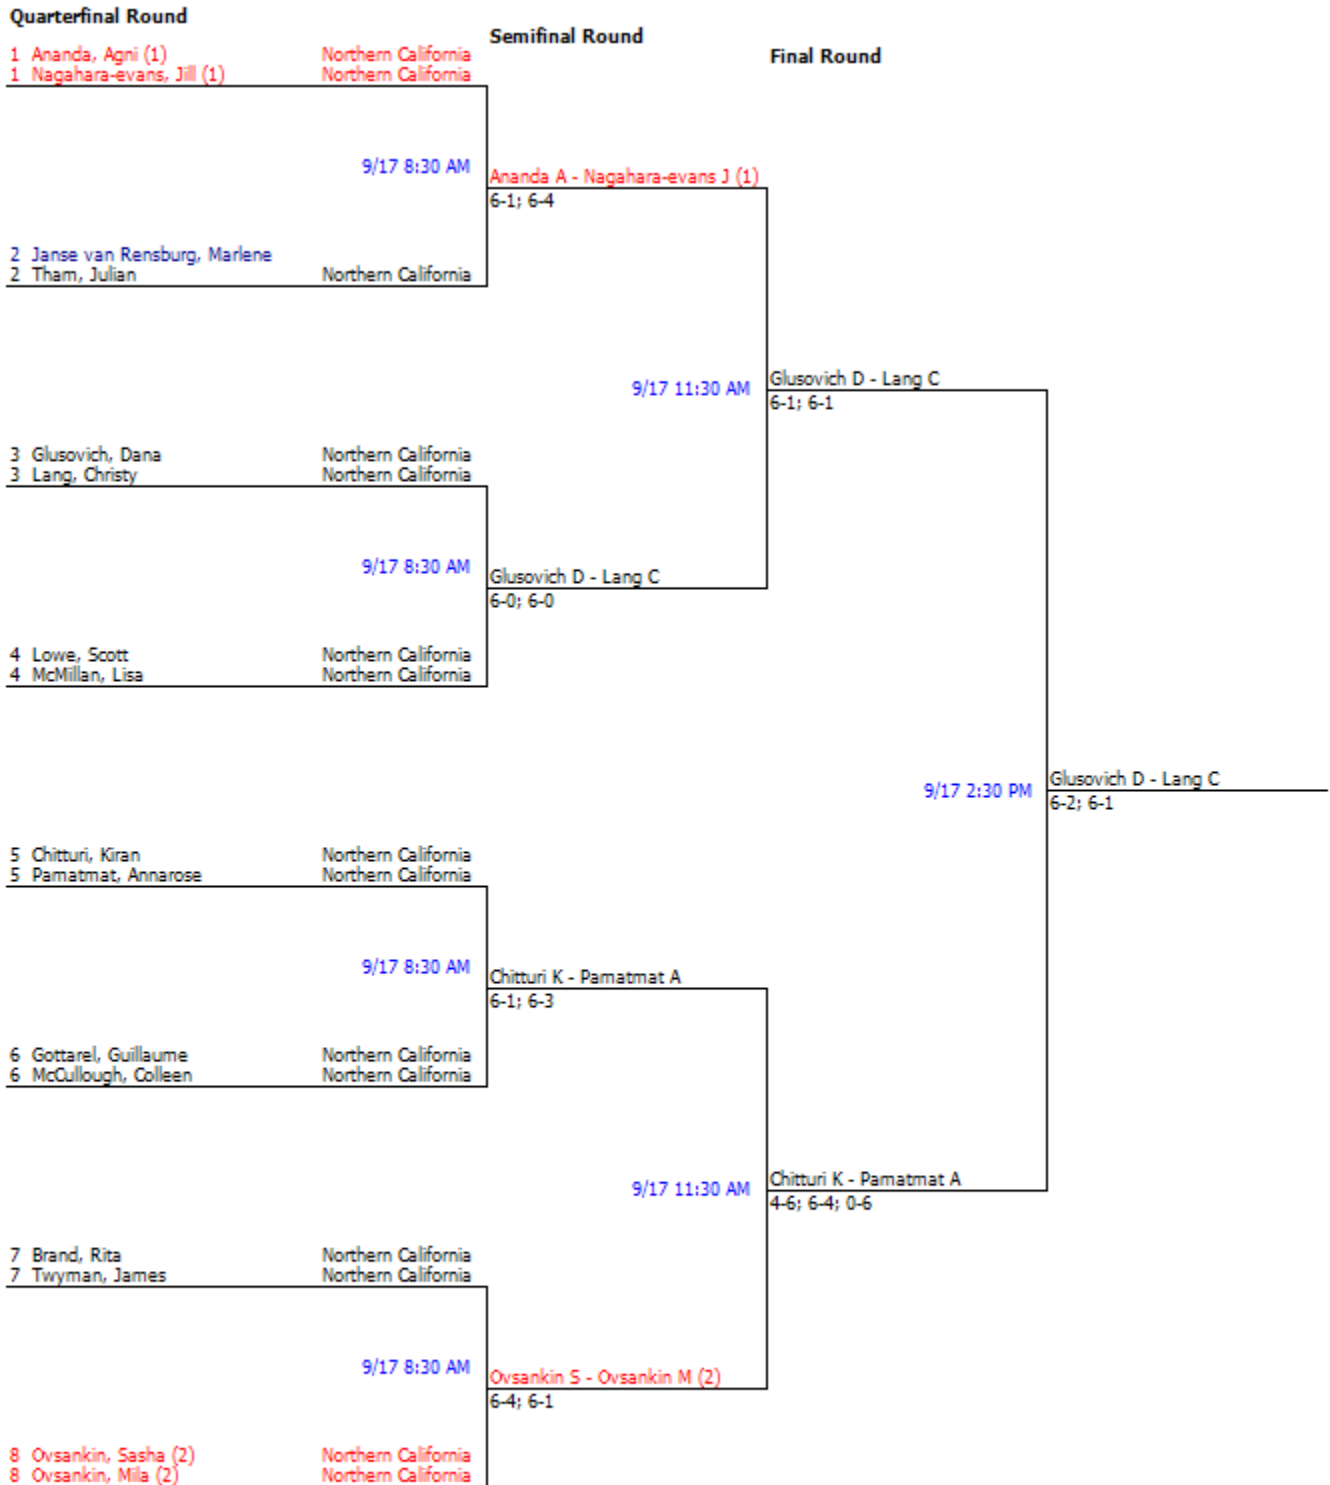 Quarterfinal Round
Semifinal Round
Final Round
1 Ananda, Agni (1) Northern California
1 Nagahara-evans, Jill (1) Northern California
9/17 8:30 AM
Ananda A - Nagahara-evans J (1)
6-1; 6-4
2 Janse van Rensburg, Marlene
2 Tham, Julian Northern California
9/17 11:30 AM
Glusovich D - Lang C
6-1; 6-1
3 Glusovich, Dana Northern California
3 Lang, Christy Northern California
9/17 8:30 AM
Glusovich D - Lang C
6-0; 6-0
4 Lowe, Scott Northern California
4 McMillan, Lisa Northern California
9/17 2:30 PM
Glusovich D - Lang C
6-2; 6-1
5 Chitturi, Kiran Northern California
5 Pamatmat, Annarose Northern California
9/17 8:30 AM
Chitturi K - Pamatmat A
6-1; 6-3
6 Gottarel, Guillaume Northern California
6 McCullough, Colleen Northern California
9/17 11:30 AM
Chitturi K - Pamatmat A
4-6; 6-4; 0-6
7 Brand, Rita Northern California
7 Twyman, James Northern California
9/17 8:30 AM
Ovsankin S - Ovsankin M (2)
6-4; 6-1
8 Ovsankin, Sasha (2) Northern California
8 Ovsankin, Mila (2) Northern California